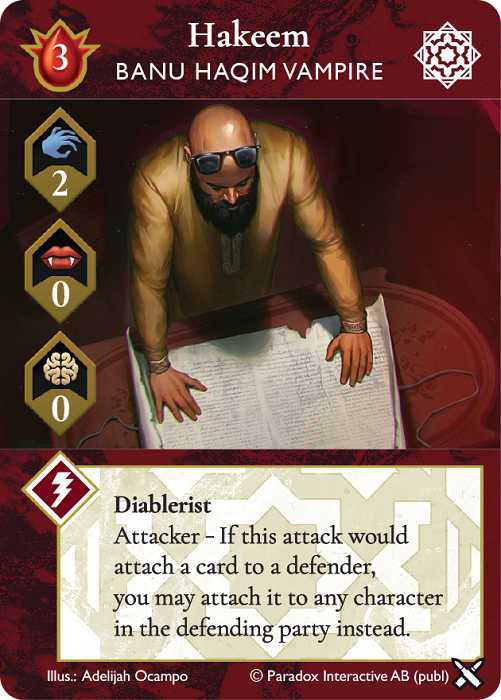 3
Hakeem
BANU HAQIM VAMPIRE
2
0
0
Diablerist
Attacker – If this attack would
attach a card to a defender,
you may attach it to any character
in the defending party instead.
Illus.: Adelijah Ocampo
© Paradox Interactive AB (publ)